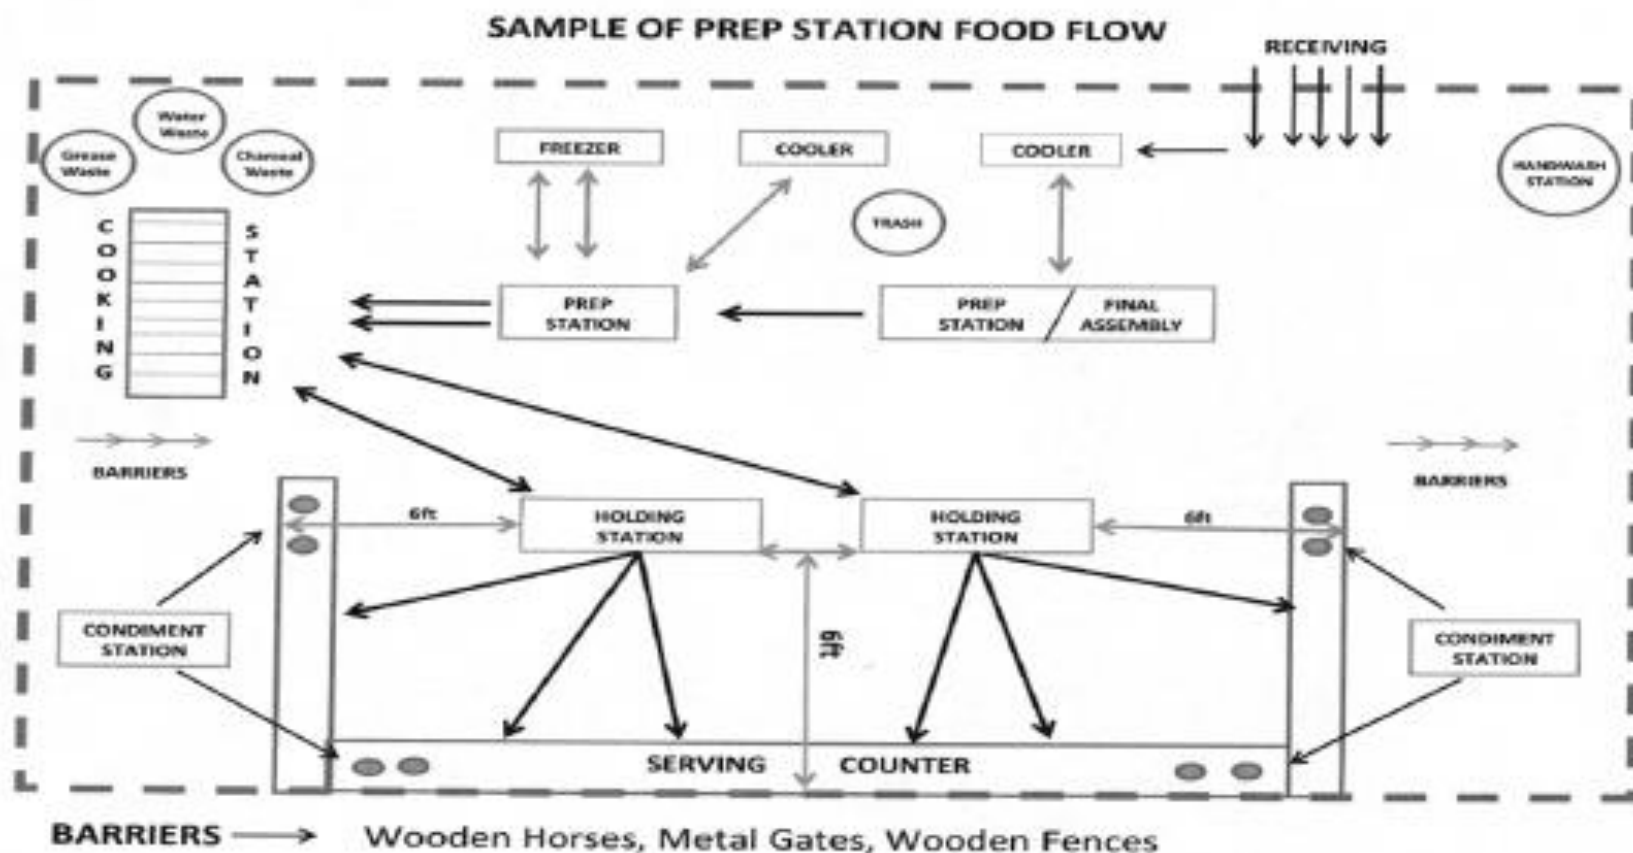 SAMPLE OF PREP STATION FOOD FLOW
RECEIVING
Water
Waste
Grease
Waste
Charcoal
Waste
FREEZER
COOLER
COOLER
HANDWASH
STATION
TRASH
COOKING
STATION
PREP
STATION
PREP
STATION
/
FINAL
ASSEMBLY
BARRIERS
BARRIERS
6ft
HOLDING
STATION
HOLDING
STATION
6ft
CONDIMENT
STATION
6ft
CONDIMENT
STATION
SERVING COUNTER
BARRIERS Wooden Horses, Metal Gates, Wooden Fences